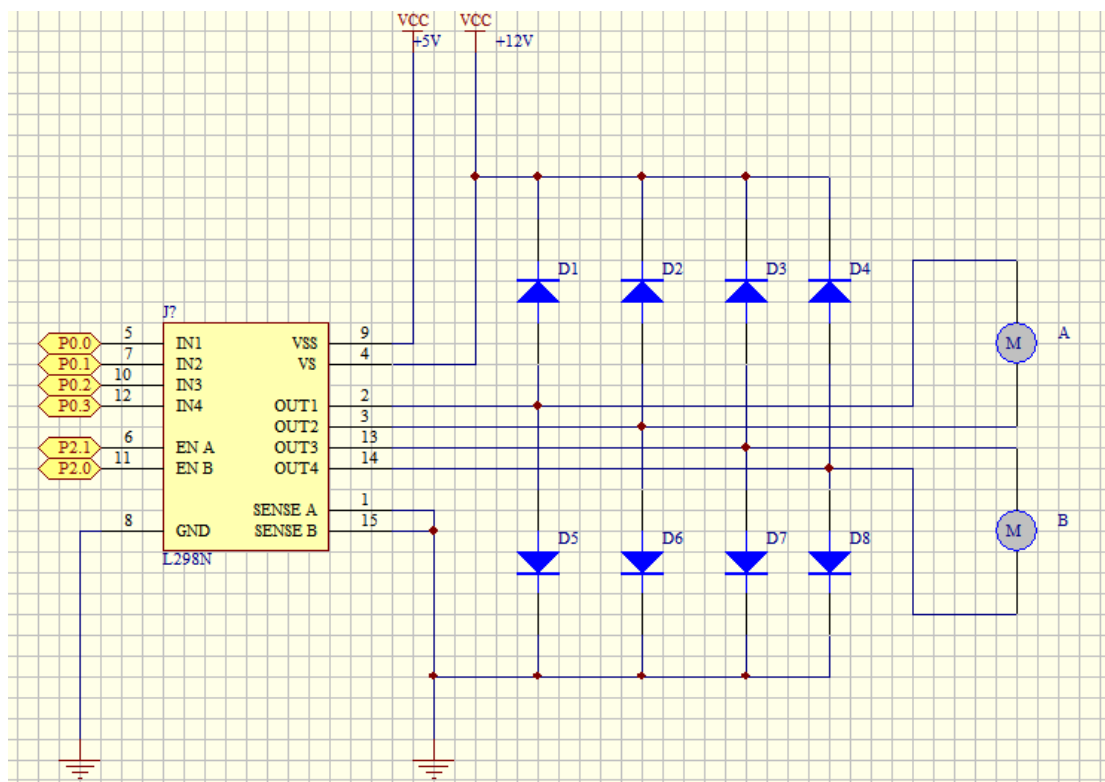 VCC VCC
+5V +12V
D1 D2 D3 D4
J?
P0.0 5 IN1 VSS 9 M A
P0.1 7 IN2 VS 4
P0.2 10 IN3
P0.3 12 IN4 OUT1 2
OUT2 3
P2.1 6 EN A OUT3 13
P2.0 11 EN B OUT4 14
SENSE A 1
8 GND SENSE B 15 M B
L298N
D5 D6 D7 D8